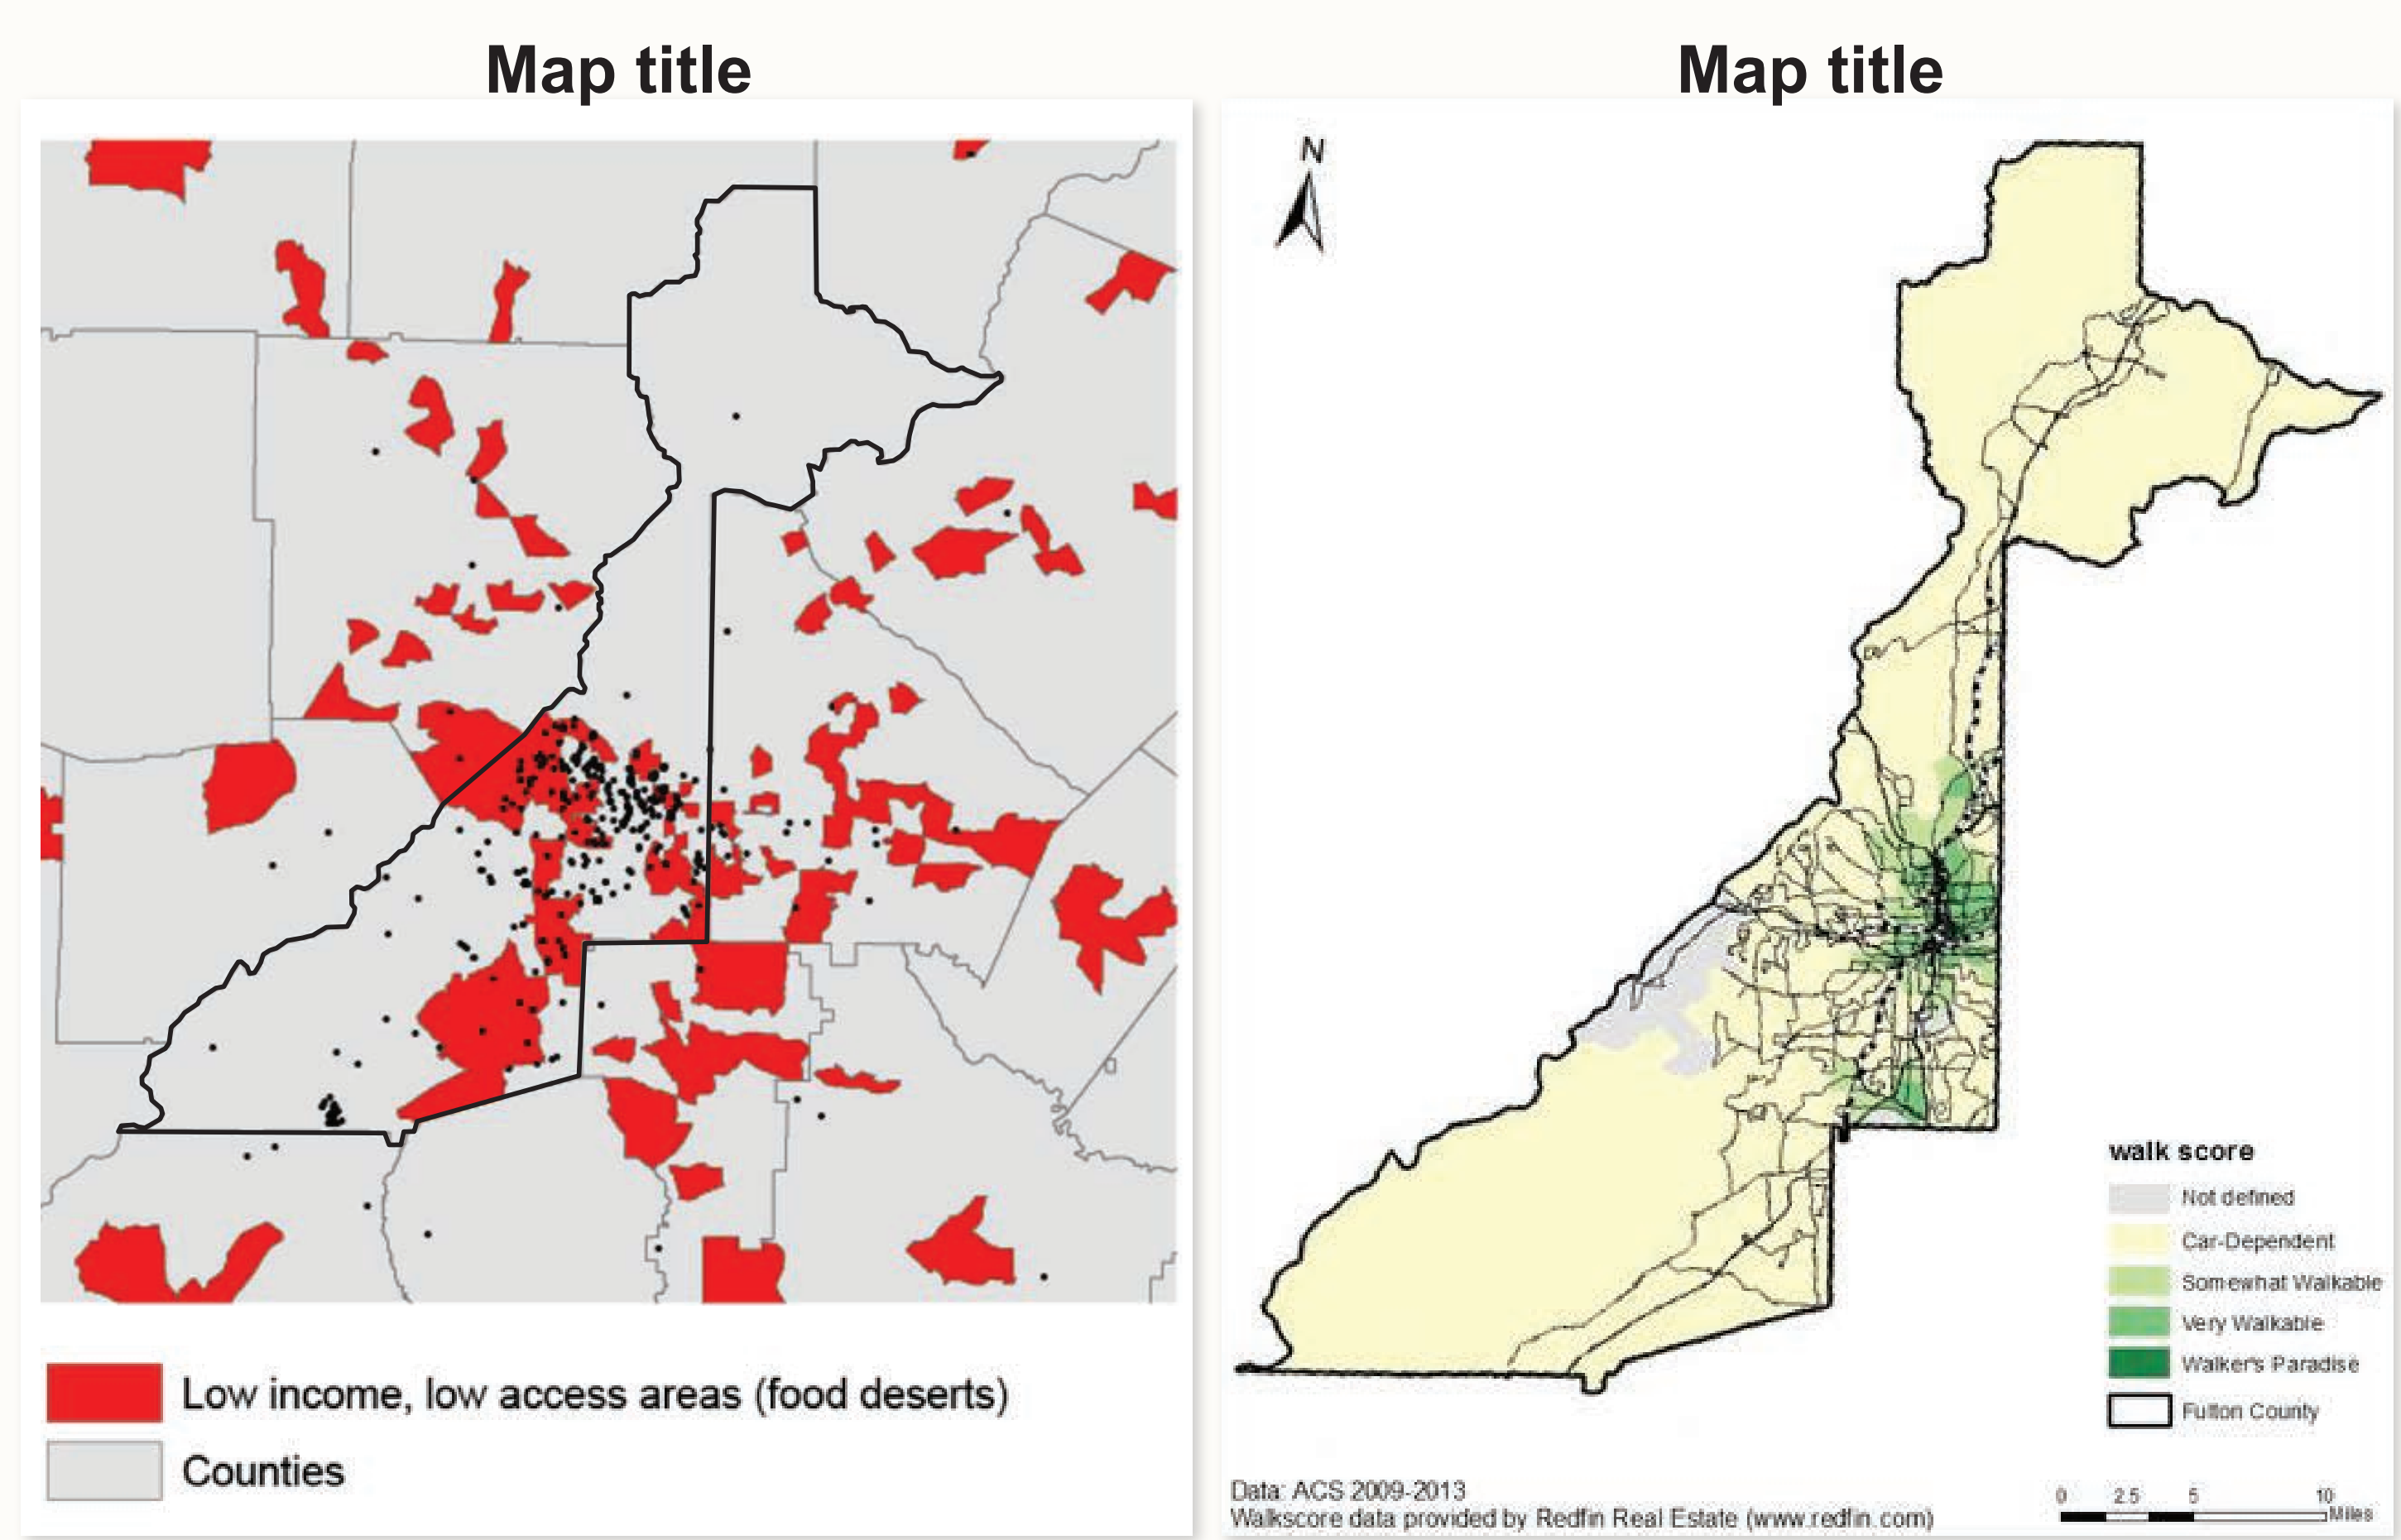 Map title
Low income, low access areas (food deserts)
Counties
Map title
N
walk score
Not defined
Car-Dependent
Somewhat Walkable
Very Walkable
Walker's Paradise
Fulton County
Data: ACS 2009-2013
Walkscore data provided by Redfin Real Estate (www.redfin.com)
0 2.5 5 10
Miles